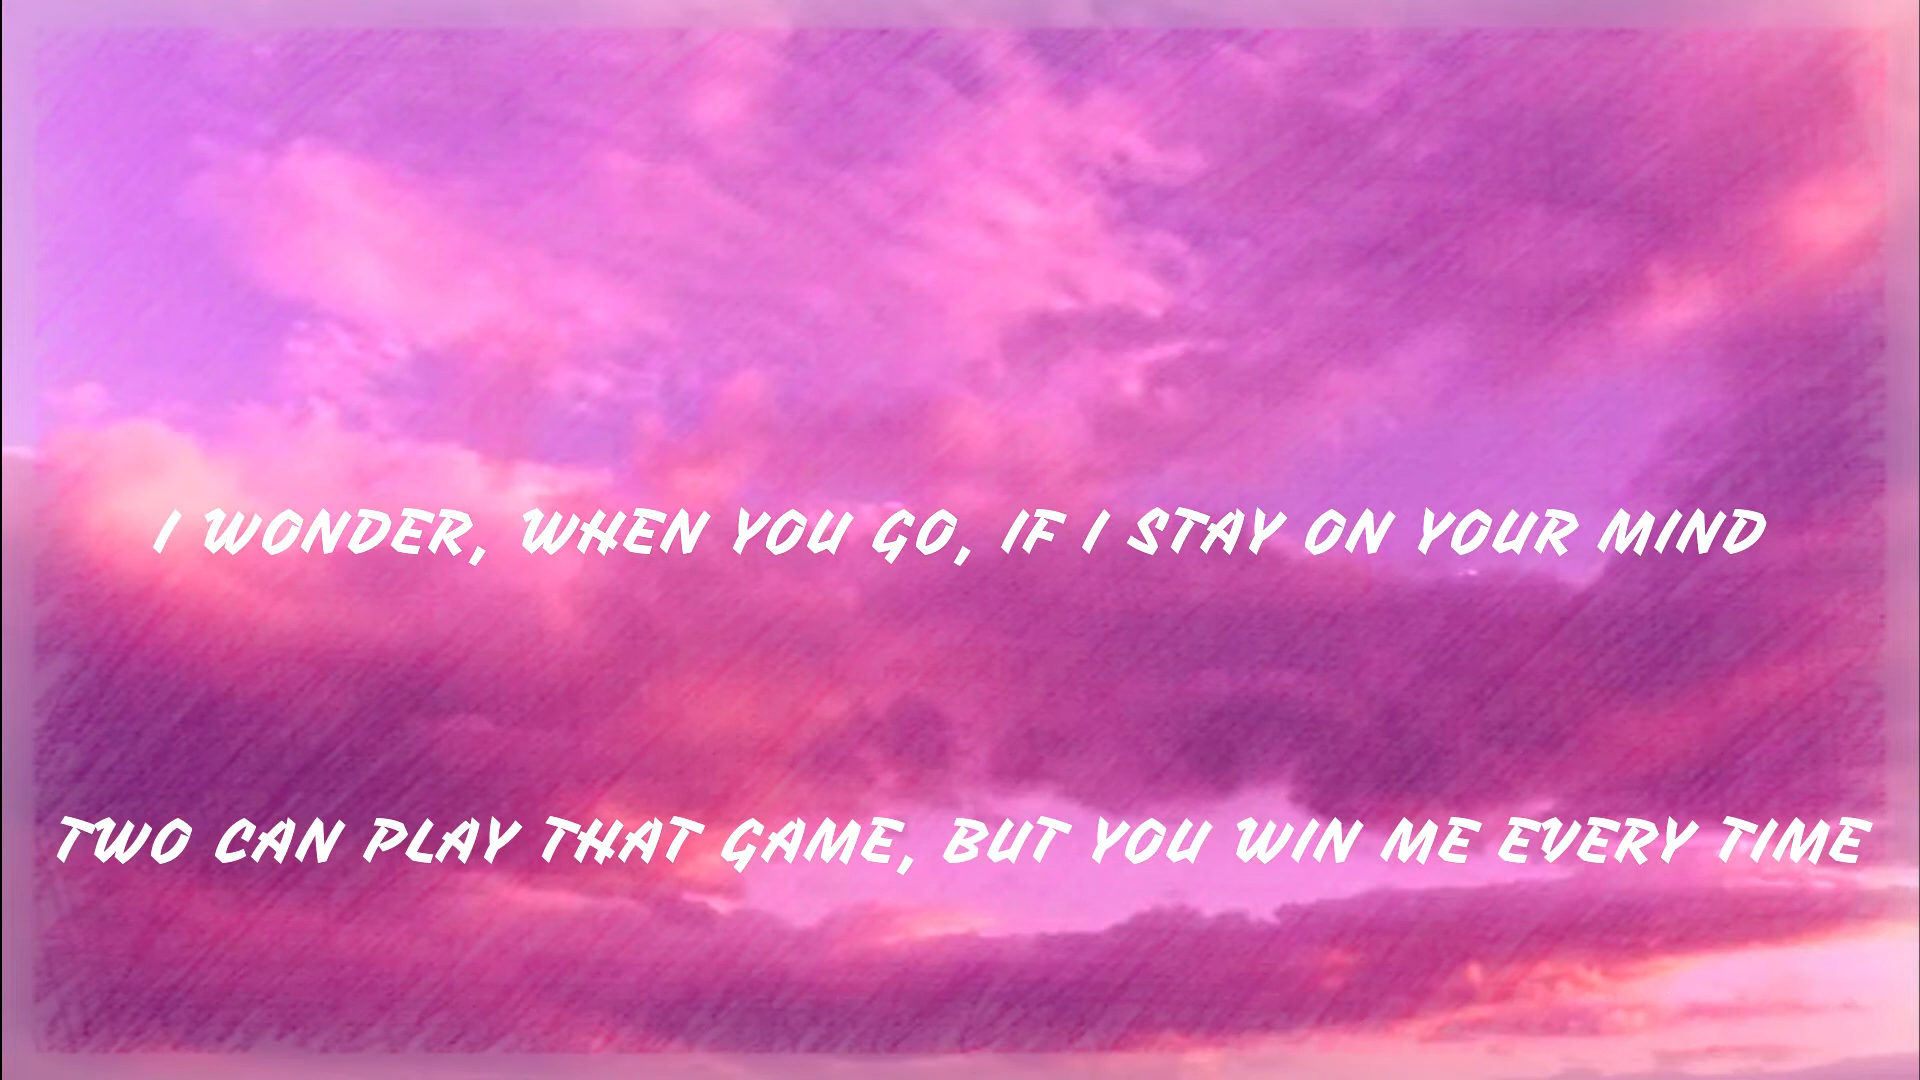 I WONDER, WHEN YOU GO, IF I STAY ON YOUR MIND
TWO CAN PLAY THAT GAME, BUT YOU WIN ME EVERY TIME